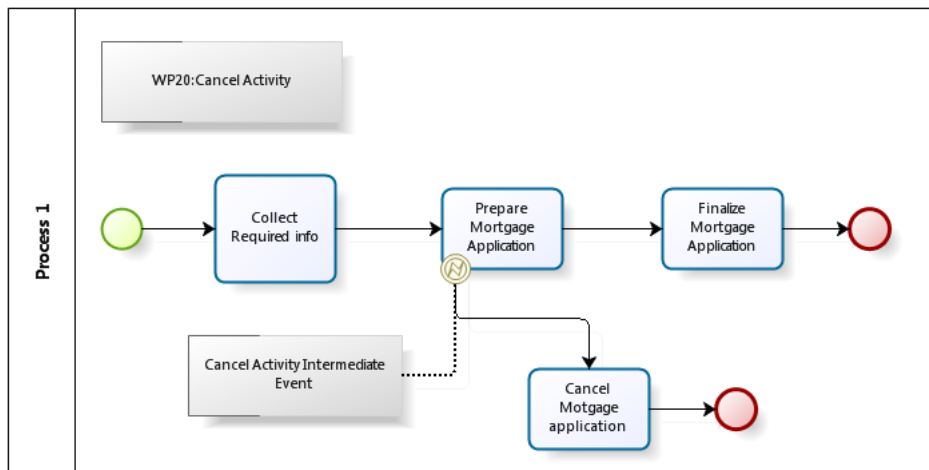 WP20:Cancel Activity
Process 1
Collect
Required info
Prepare
Mortgage
Application
Finalize
Mortgage
Application
Cancel Activity Intermediate
Event
Cancel
Motgage
application